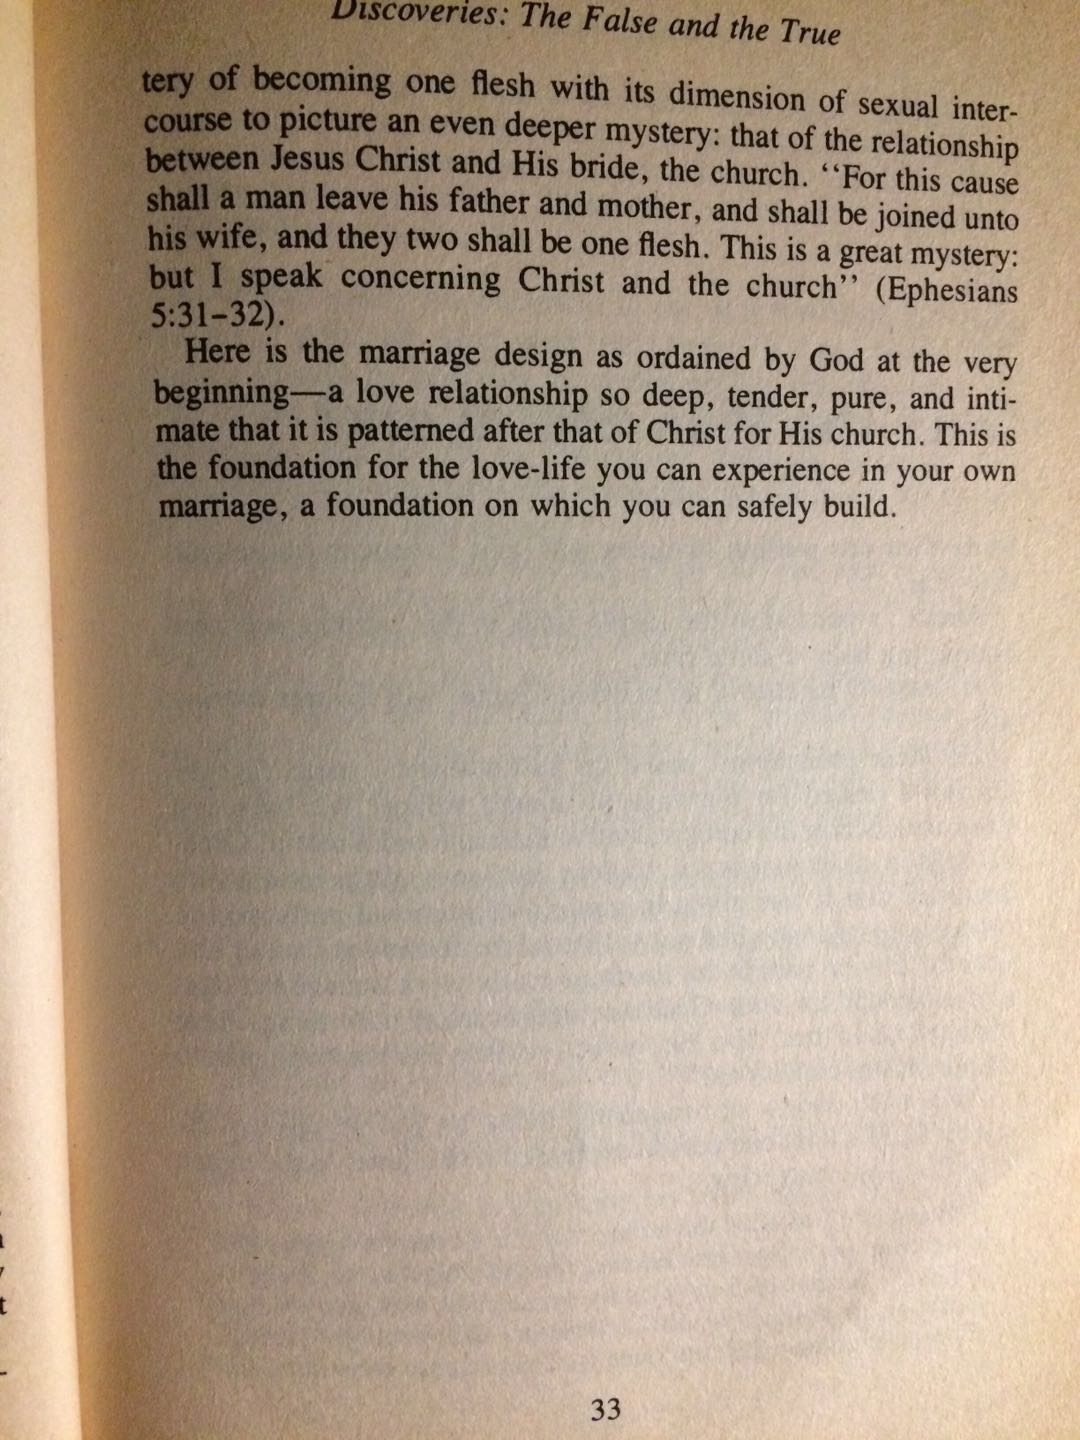 Discoveries: The False and the True
tery of becoming one flesh with its dimension of sexual inter-
course to picture an even deeper mystery: that of the relationship
between Jesus Christ and His bride, the church. ‘‘For this cause
shall a man leave his father and mother, and shall be joined unto
his wife, and they two shall be one flesh. This is a great mystery:
but I speak concerning Christ and the church’’ (Ephesians
5:31–32).
Here is the marriage design as ordained by God at the very
beginning—a love relationship so deep, tender, pure, and inti-
mate that it is patterned after that of Christ for His church. This is
the foundation for the love-life you can experience in your own
marriage, a foundation on which you can safely build.
33